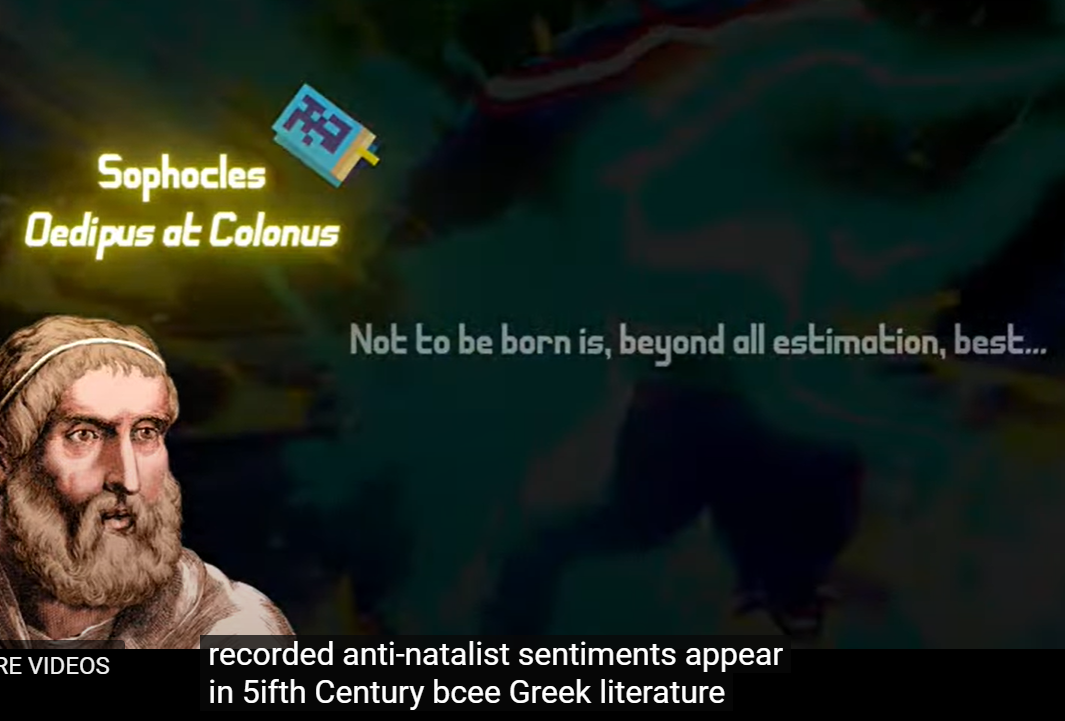 Sophocles
Oedipus at Colonus
Not to be born is, beyond all estimation, best...
recorded anti-natalist sentiments appear
RE VIDEOS
in 5ifth Century bcee Greek literature